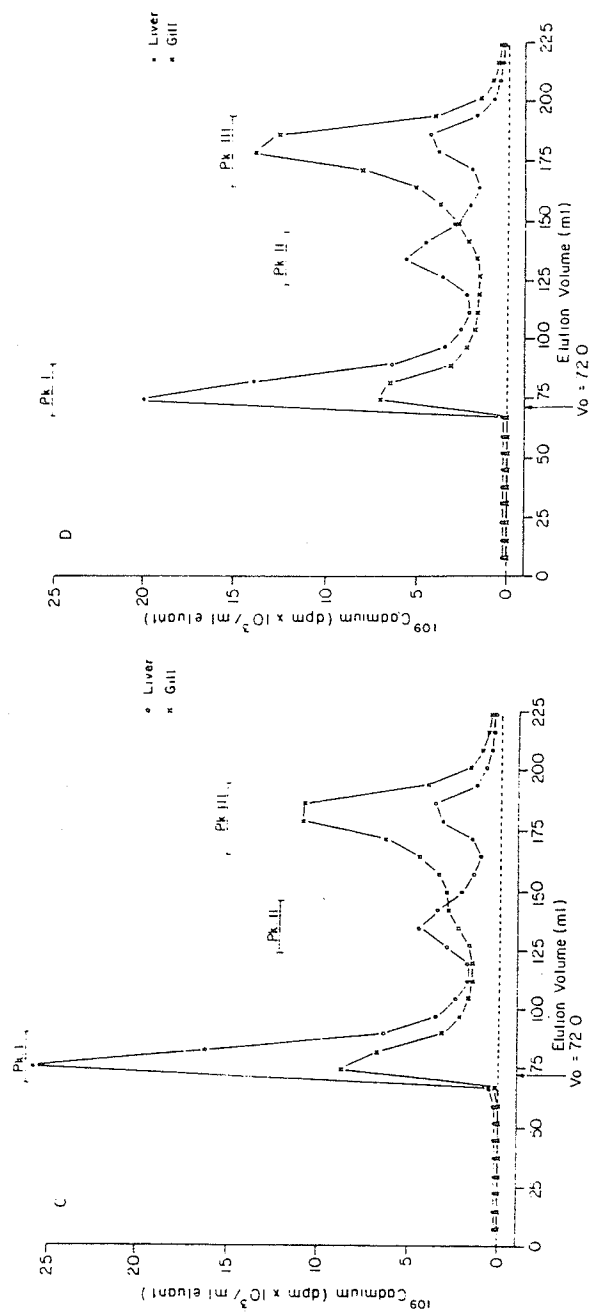 C
Pk I
Pk II
Pk III
Liver
Gill
25
20
15
10
5
0
109Cadmium (dpm x 10³/ml eluant)
0 25 50 75 100 125 150 175 200 225
Elution Volume (ml)
Vo = 72.0
D
Pk I
Pk II
Pk III
Liver
Gill
25
20
15
10
5
0
109Cadmium (dpm x 10³/ml eluant)
0 25 50 75 100 125 150 175 200 225
Elution Volume (ml)
Vo = 72.0